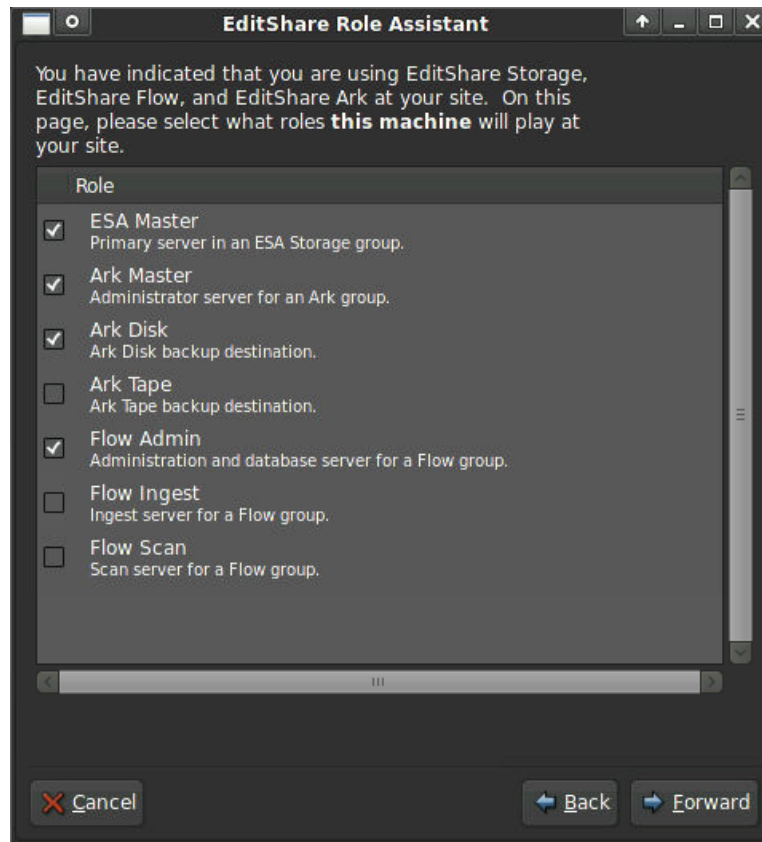 EditShare Role Assistant
You have indicated that you are using EditShare Storage,
EditShare Flow, and EditShare Ark at your site. On this
page, please select what roles this machine will play at
your site.
Role
ESA Master
Primary server in an ESA Storage group.
Ark Master
Administrator server for an Ark group.
Ark Disk
Ark Disk backup destination.
Ark Tape
Ark Tape backup destination.
Flow Admin
Administration and database server for a Flow group.
Flow Ingest
Ingest server for a Flow group.
Flow Scan
Scan server for a Flow group.
Cancel Back Forward